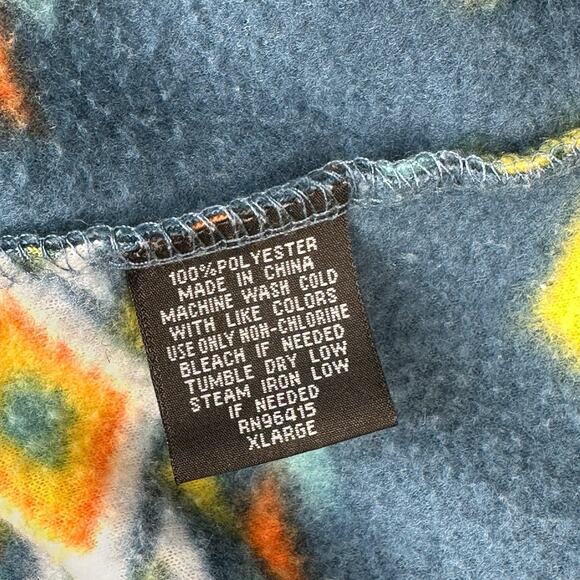 100%POLYESTER
MADE IN CHINA
MACHINE WASH COLD
WITH LIKE COLORS
USE ONLY NON-CHLORINE
BLEACH IF NEEDED
TUMBLE DRY LOW
STEAM IRON LOW
IF NEEDED
RN96415
XLARGE